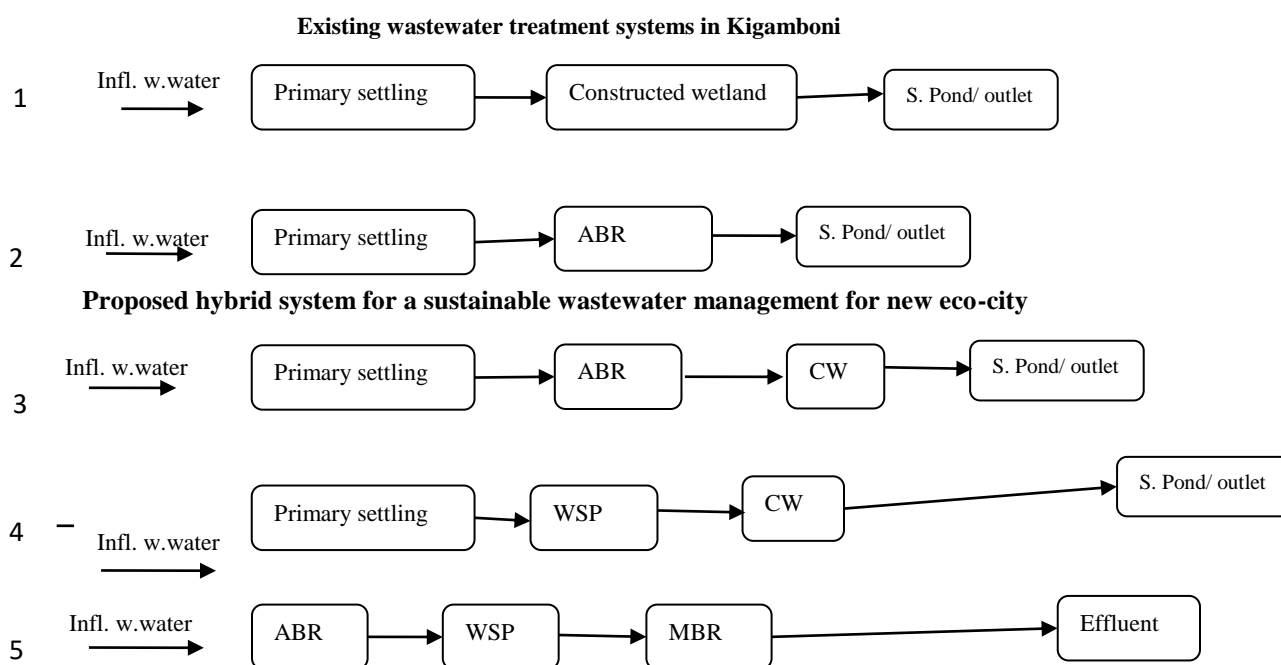 Existing wastewater treatment systems in Kigamboni
1 Infl. w.water Primary settling Constructed wetland S. Pond/ outlet
2 Infl. w.water Primary settling ABR S. Pond/ outlet
Proposed hybrid system for a sustainable wastewater management for new eco-city
3 Infl. w.water Primary settling ABR CW S. Pond/ outlet
4 – Infl. w.water Primary settling WSP CW S. Pond/ outlet
5 Infl. w.water ABR WSP MBR Effluent